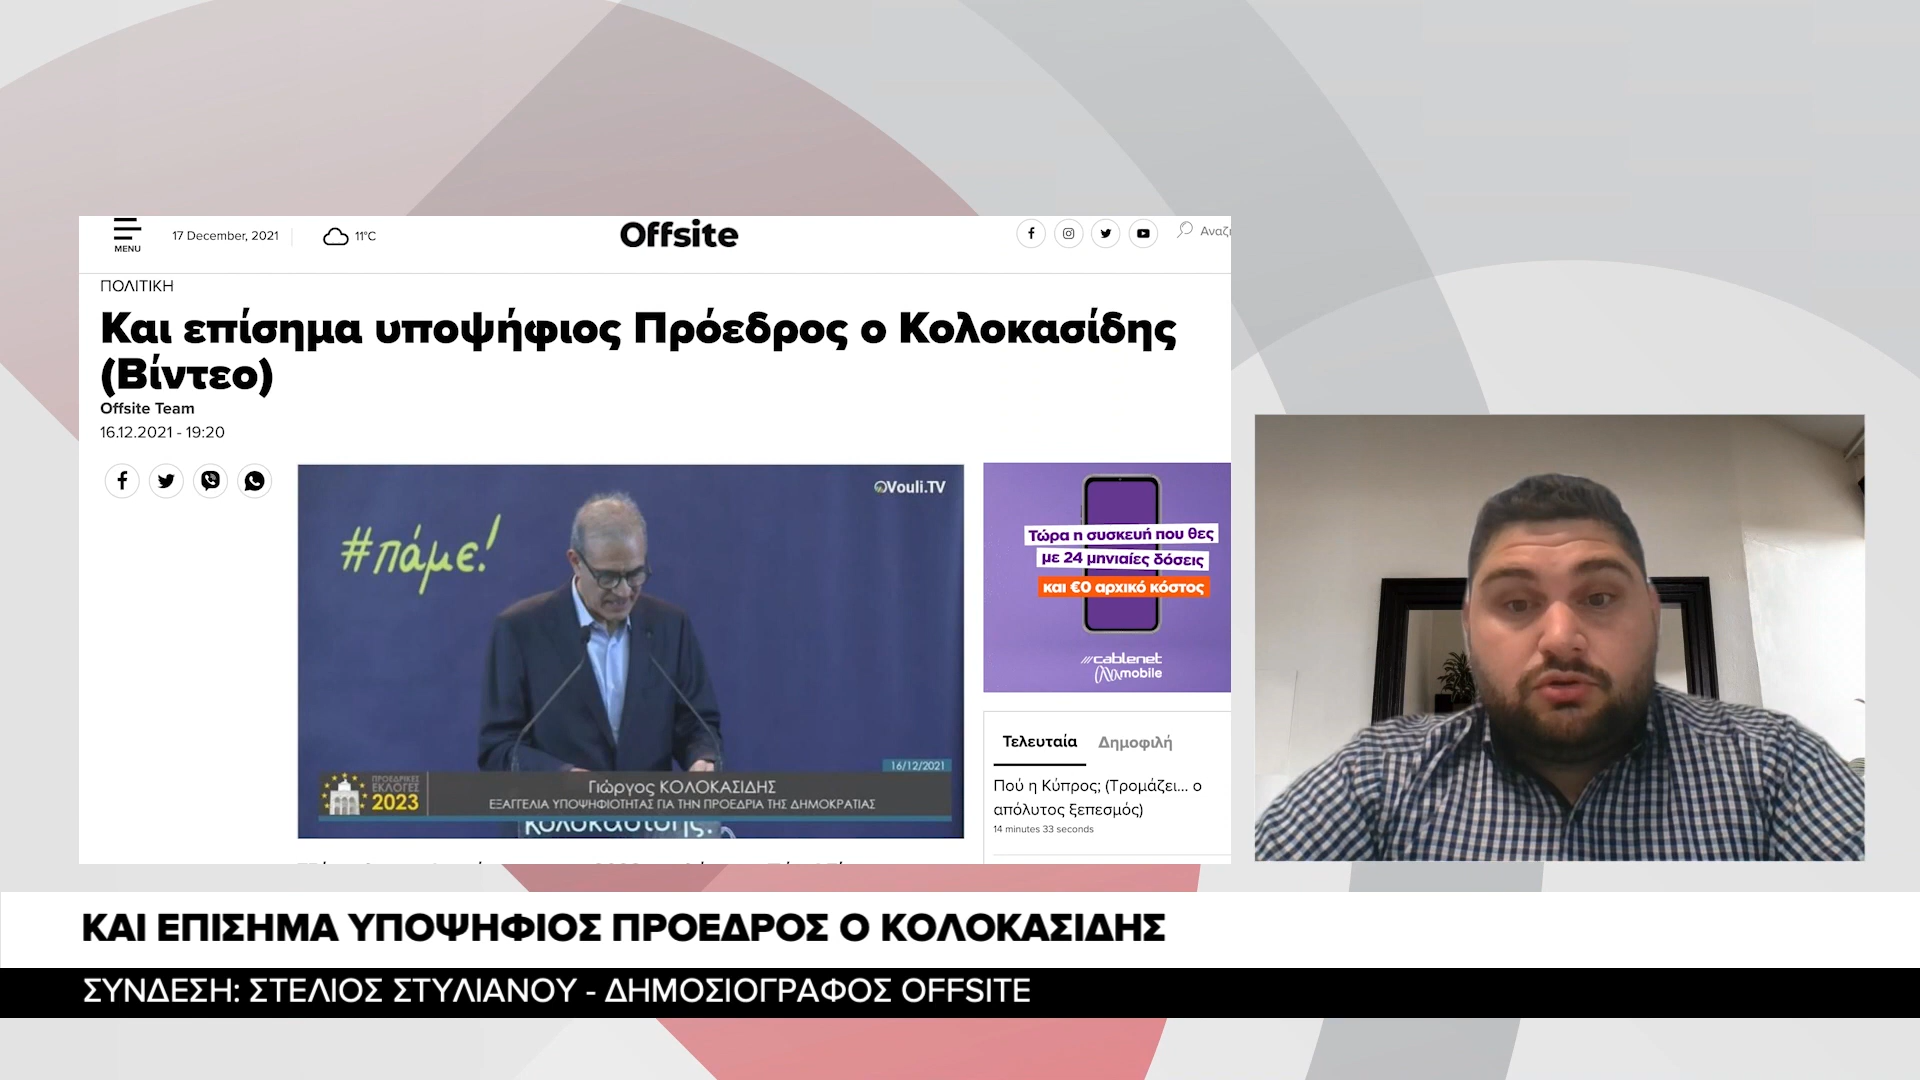 MENU
17 December, 2021
11°C
Offsite
ΠΟΛΙΤΙΚΗ
Και επίσημα υποψήφιος Πρόεδρος ο Κολοκασίδης
(Βίντεο)
Offsite Team
16.12.2021 - 19:20
Vouli.TV
#πάμε!
16/12/2021
ΠΡΟΕΔΡΙΚΕΣ
ΕΚΛΟΓΕΣ
2023
Γιώργος ΚΟΛΟΚΑΣΙΔΗΣ
ΕΞΑΓΓΕΛΙΑ ΥΠΟΨΗΦΙΟΤΗΤΑΣ ΓΙΑ ΤΗΝ ΠΡΟΕΔΡΙΑ ΤΗΣ ΔΗΜΟΚΡΑΤΙΑΣ
Τώρα η συσκευή που θες
με 24 μηνιαίες δόσεις
και €0 αρχικό κόστος
cablenet
mobile
Τελευταία Δημοφιλή
Πού η Κύπρος; (Τρομάζει... ο
απόλυτος ξεπεσμός)
14 minutes 33 seconds
ΚΑΙ ΕΠΙΣΗΜΑ ΥΠΟΨΗΦΙΟΣ ΠΡΟΕΔΡΟΣ Ο ΚΟΛΟΚΑΣΙΔΗΣ
ΣΥΝΔΕΣΗ: ΣΤΕΛΙΟΣ ΣΤΥΛΙΑΝΟΥ - ΔΗΜΟΣΙΟΓΡΑΦΟΣ OFFSITE